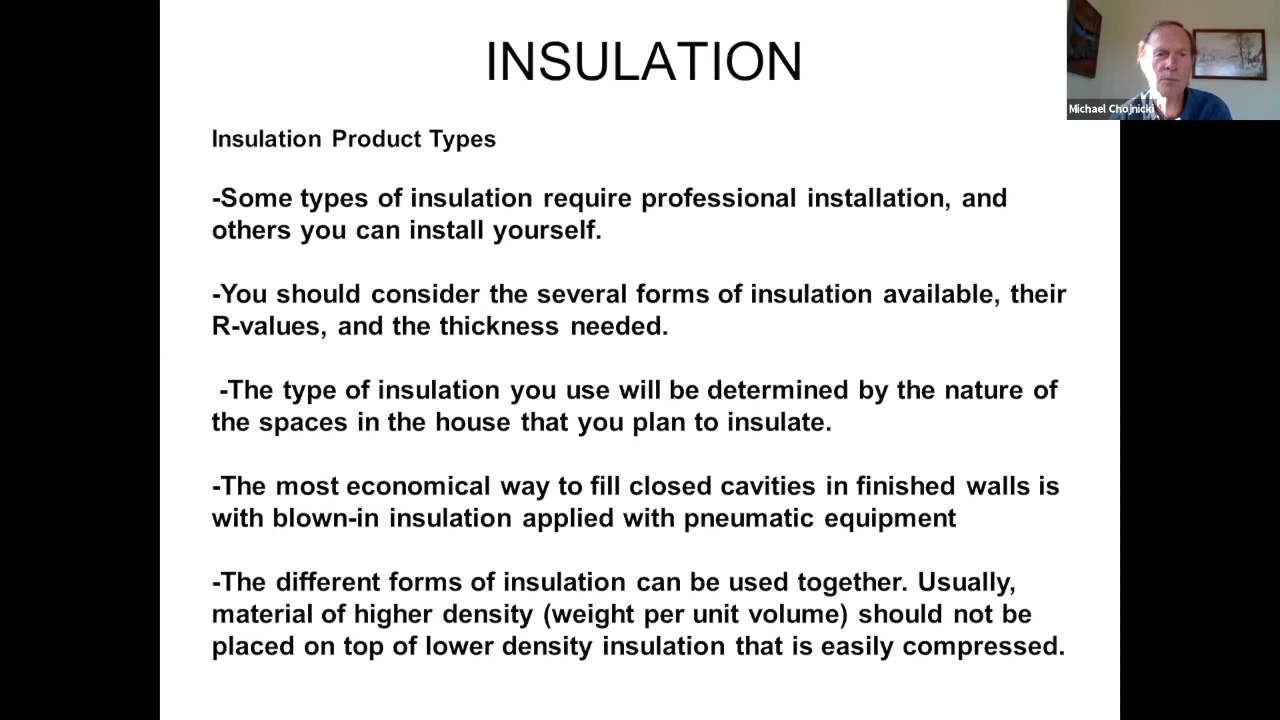 INSULATION
Michael Chojnicki
Insulation Product Types
-Some types of insulation require professional installation, and
others you can install yourself.
-You should consider the several forms of insulation available, their
R-values, and the thickness needed.
-The type of insulation you use will be determined by the nature of
the spaces in the house that you plan to insulate.
-The most economical way to fill closed cavities in finished walls is
with blown-in insulation applied with pneumatic equipment
-The different forms of insulation can be used together. Usually,
material of higher density (weight per unit volume) should not be
placed on top of lower density insulation that is easily compressed.